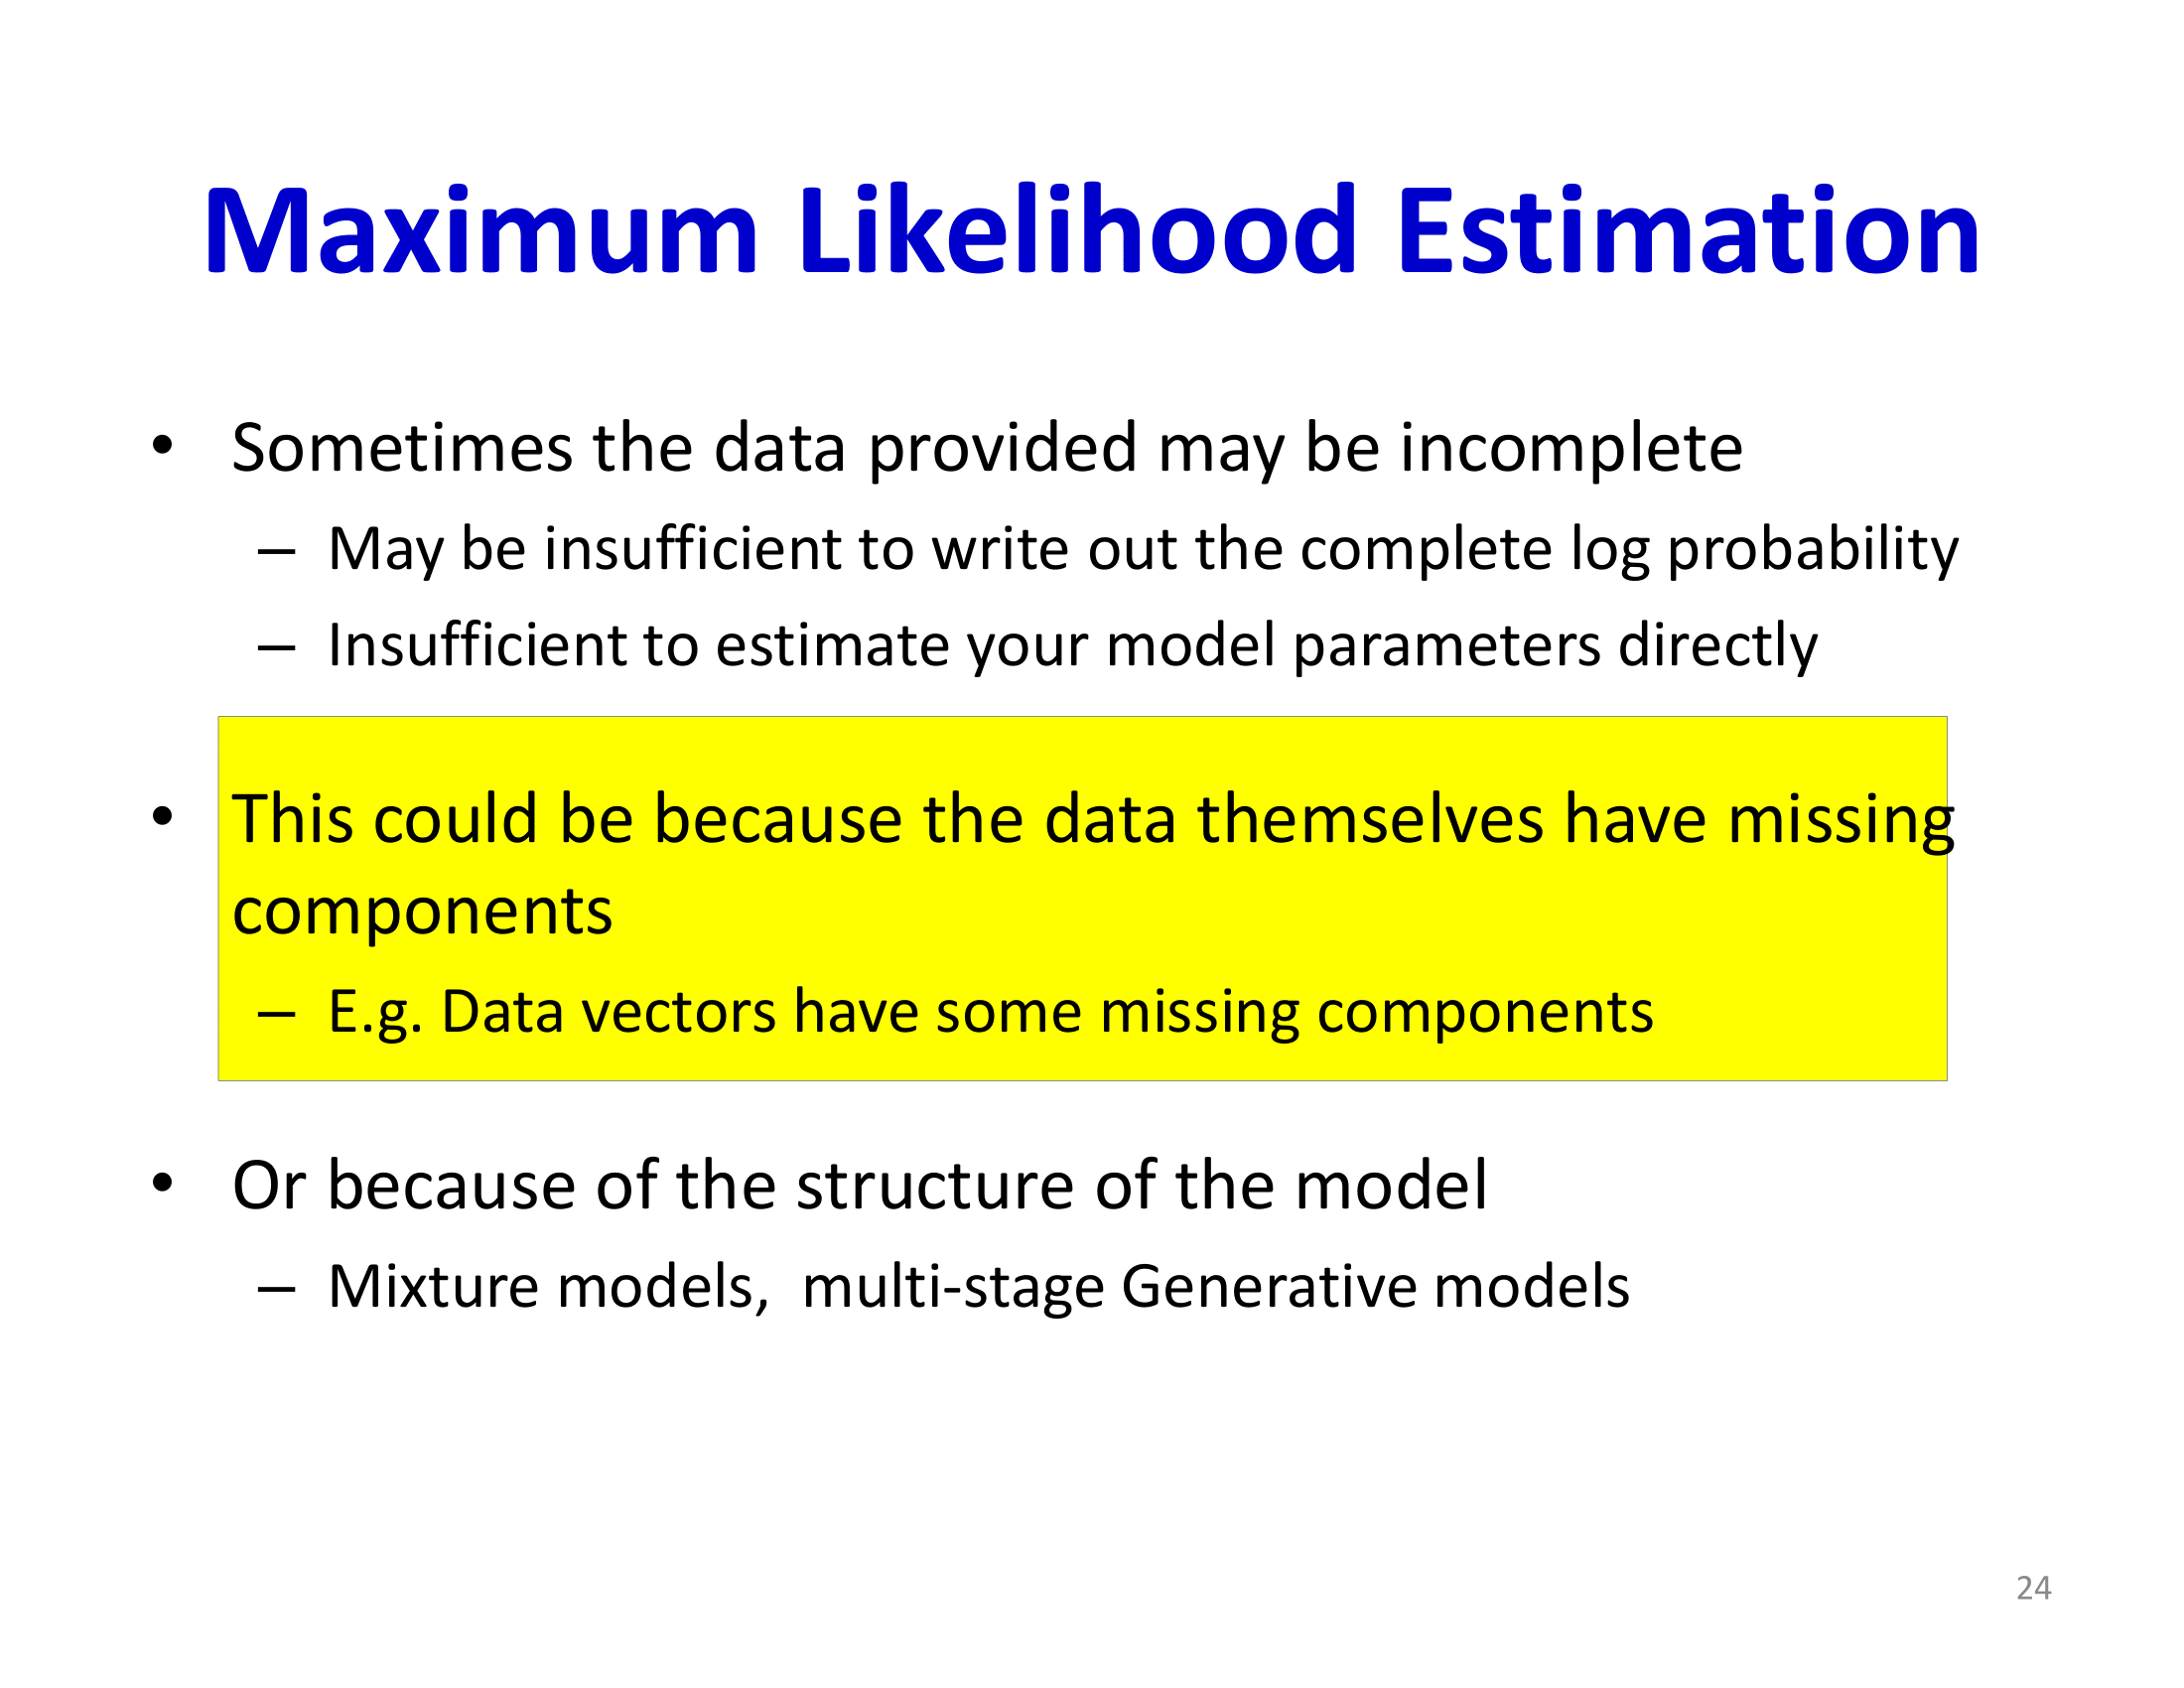 Maximum Likelihood Estimation
• Sometimes the data provided may be incomplete
– May be insufficient to write out the complete log probability
– Insufficient to estimate your model parameters directly
• This could be because the data themselves have missing
components
– E.g. Data vectors have some missing components
• Or because of the structure of the model
– Mixture models, multi-stage Generative models
24